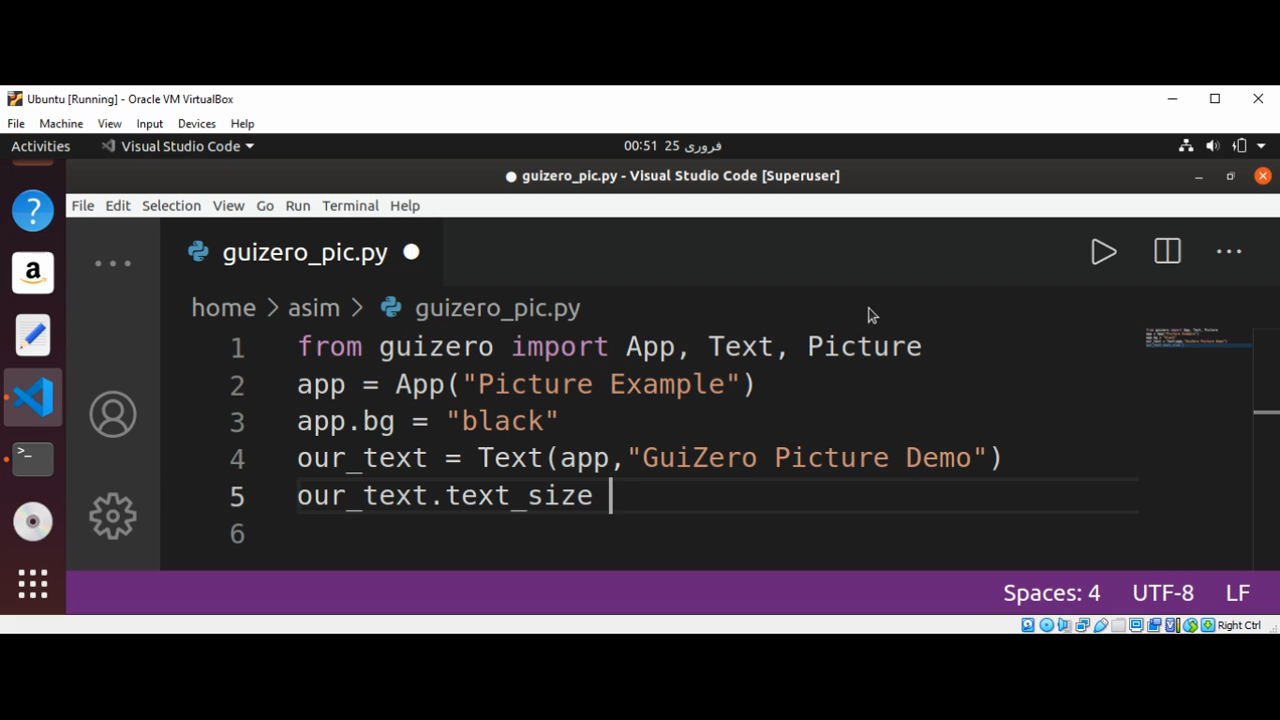 Ubuntu [Running] - Oracle VM VirtualBox
File Machine View Input Devices Help
Activities Visual Studio Code 00:51 25 فروری
● guizero_pic.py - Visual Studio Code [Superuser]
File Edit Selection View Go Run Terminal Help
guizero_pic.py
home > asim > guizero_pic.py
1 from guizero import App, Text, Picture
2 app = App("Picture Example")
3 app.bg = "black"
4 our_text = Text(app,"GuiZero Picture Demo")
5 our_text.text_size
6
Spaces: 4 UTF-8 LF
Right Ctrl